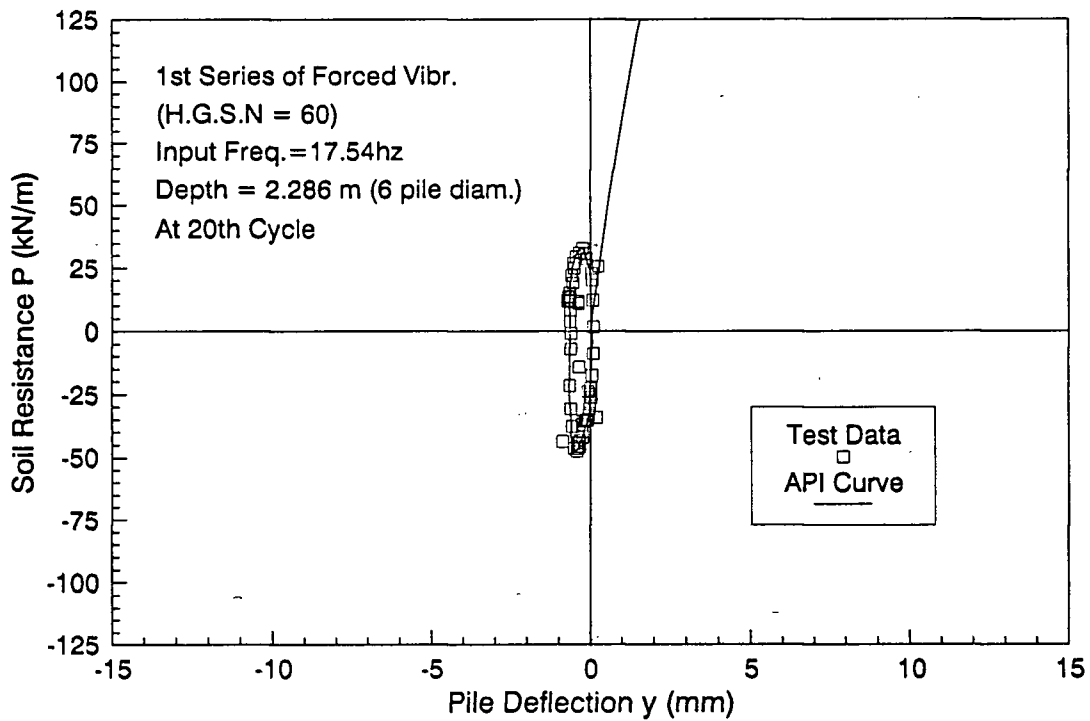 125
100
75
50
25
0
-25
-50
-75
-100
-125
Soil Resistance P (kN/m)
1st Series of Forced Vibr.
(H.G.S.N = 60)
Input Freq.=17.54hz
Depth = 2.286 m (6 pile diam.)
At 20th Cycle
Test Data
API Curve
-15
-10
-5
0
5
10
15
Pile Deflection y (mm)